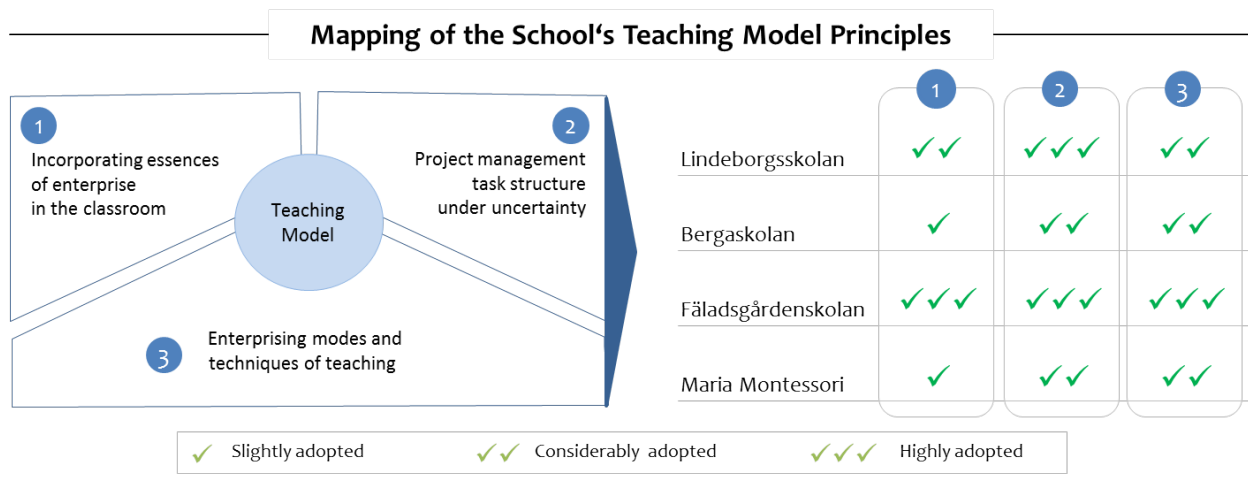 Mapping of the School‘s Teaching Model Principles
1
Incorporating essences
of enterprise
in the classroom
2
Project management
task structure
under uncertainty
Teaching
Model
3
Enterprising modes and
techniques of teaching
1 2 3
Lindeborgsskolan ✓✓ ✓✓✓ ✓✓
Bergaskolan ✓ ✓✓ ✓✓
Fäladsgårdenskolan ✓✓✓ ✓✓✓ ✓✓✓
Maria Montessori ✓ ✓✓ ✓✓
✓ Slightly adopted ✓✓ Considerably adopted ✓✓✓ Highly adopted